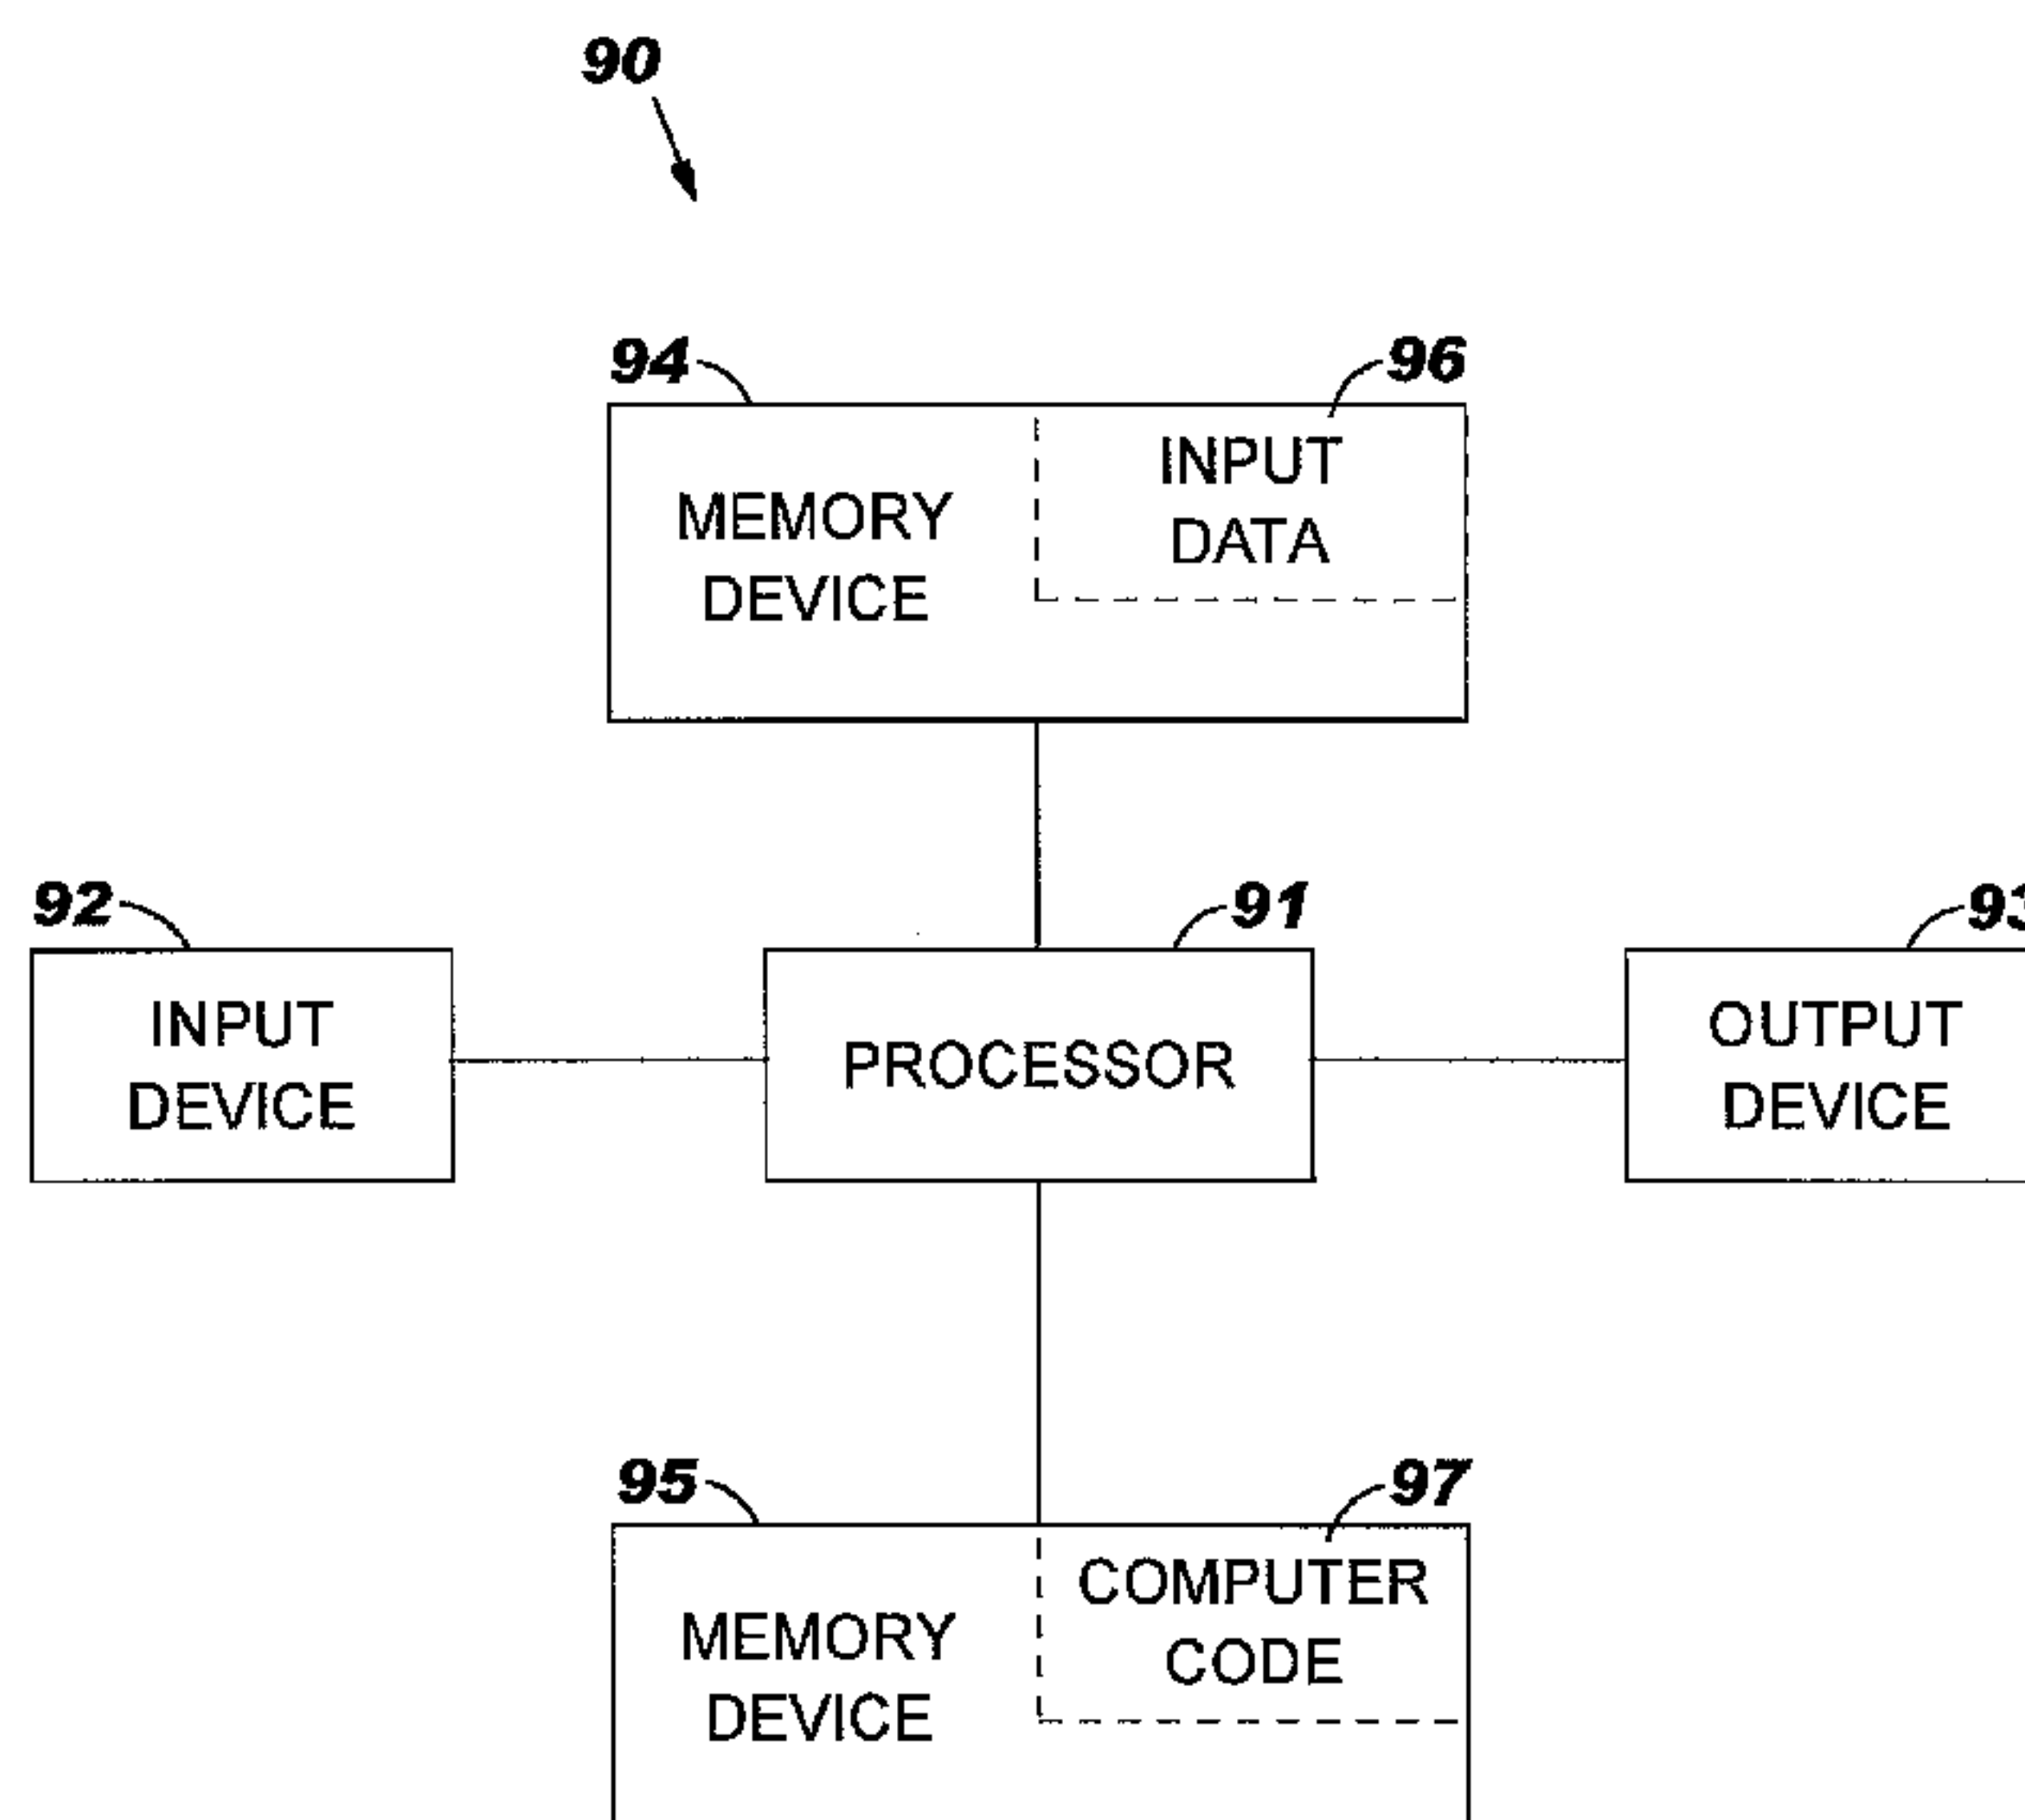 90
94
96
MEMORY
DEVICE
INPUT
DATA
92
91
93
INPUT
DEVICE
PROCESSOR
OUTPUT
DEVICE
95
97
MEMORY
DEVICE
COMPUTER
CODE